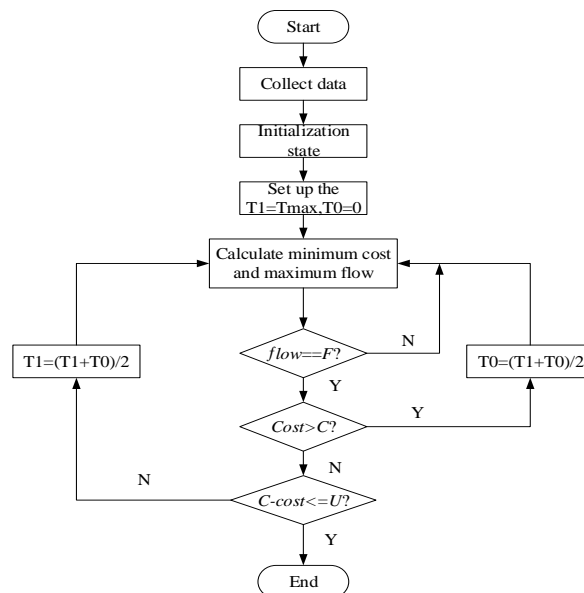 Start
Collect data
Initialization
state
Set up the
T1=Tmax,T0=0
Calculate minimum cost
and maximum flow
flow==F?
N
T1=(T1+T0)/2
T0=(T1+T0)/2
Y
Cost>C?
Y
N
N
C-cost<=U?
Y
End